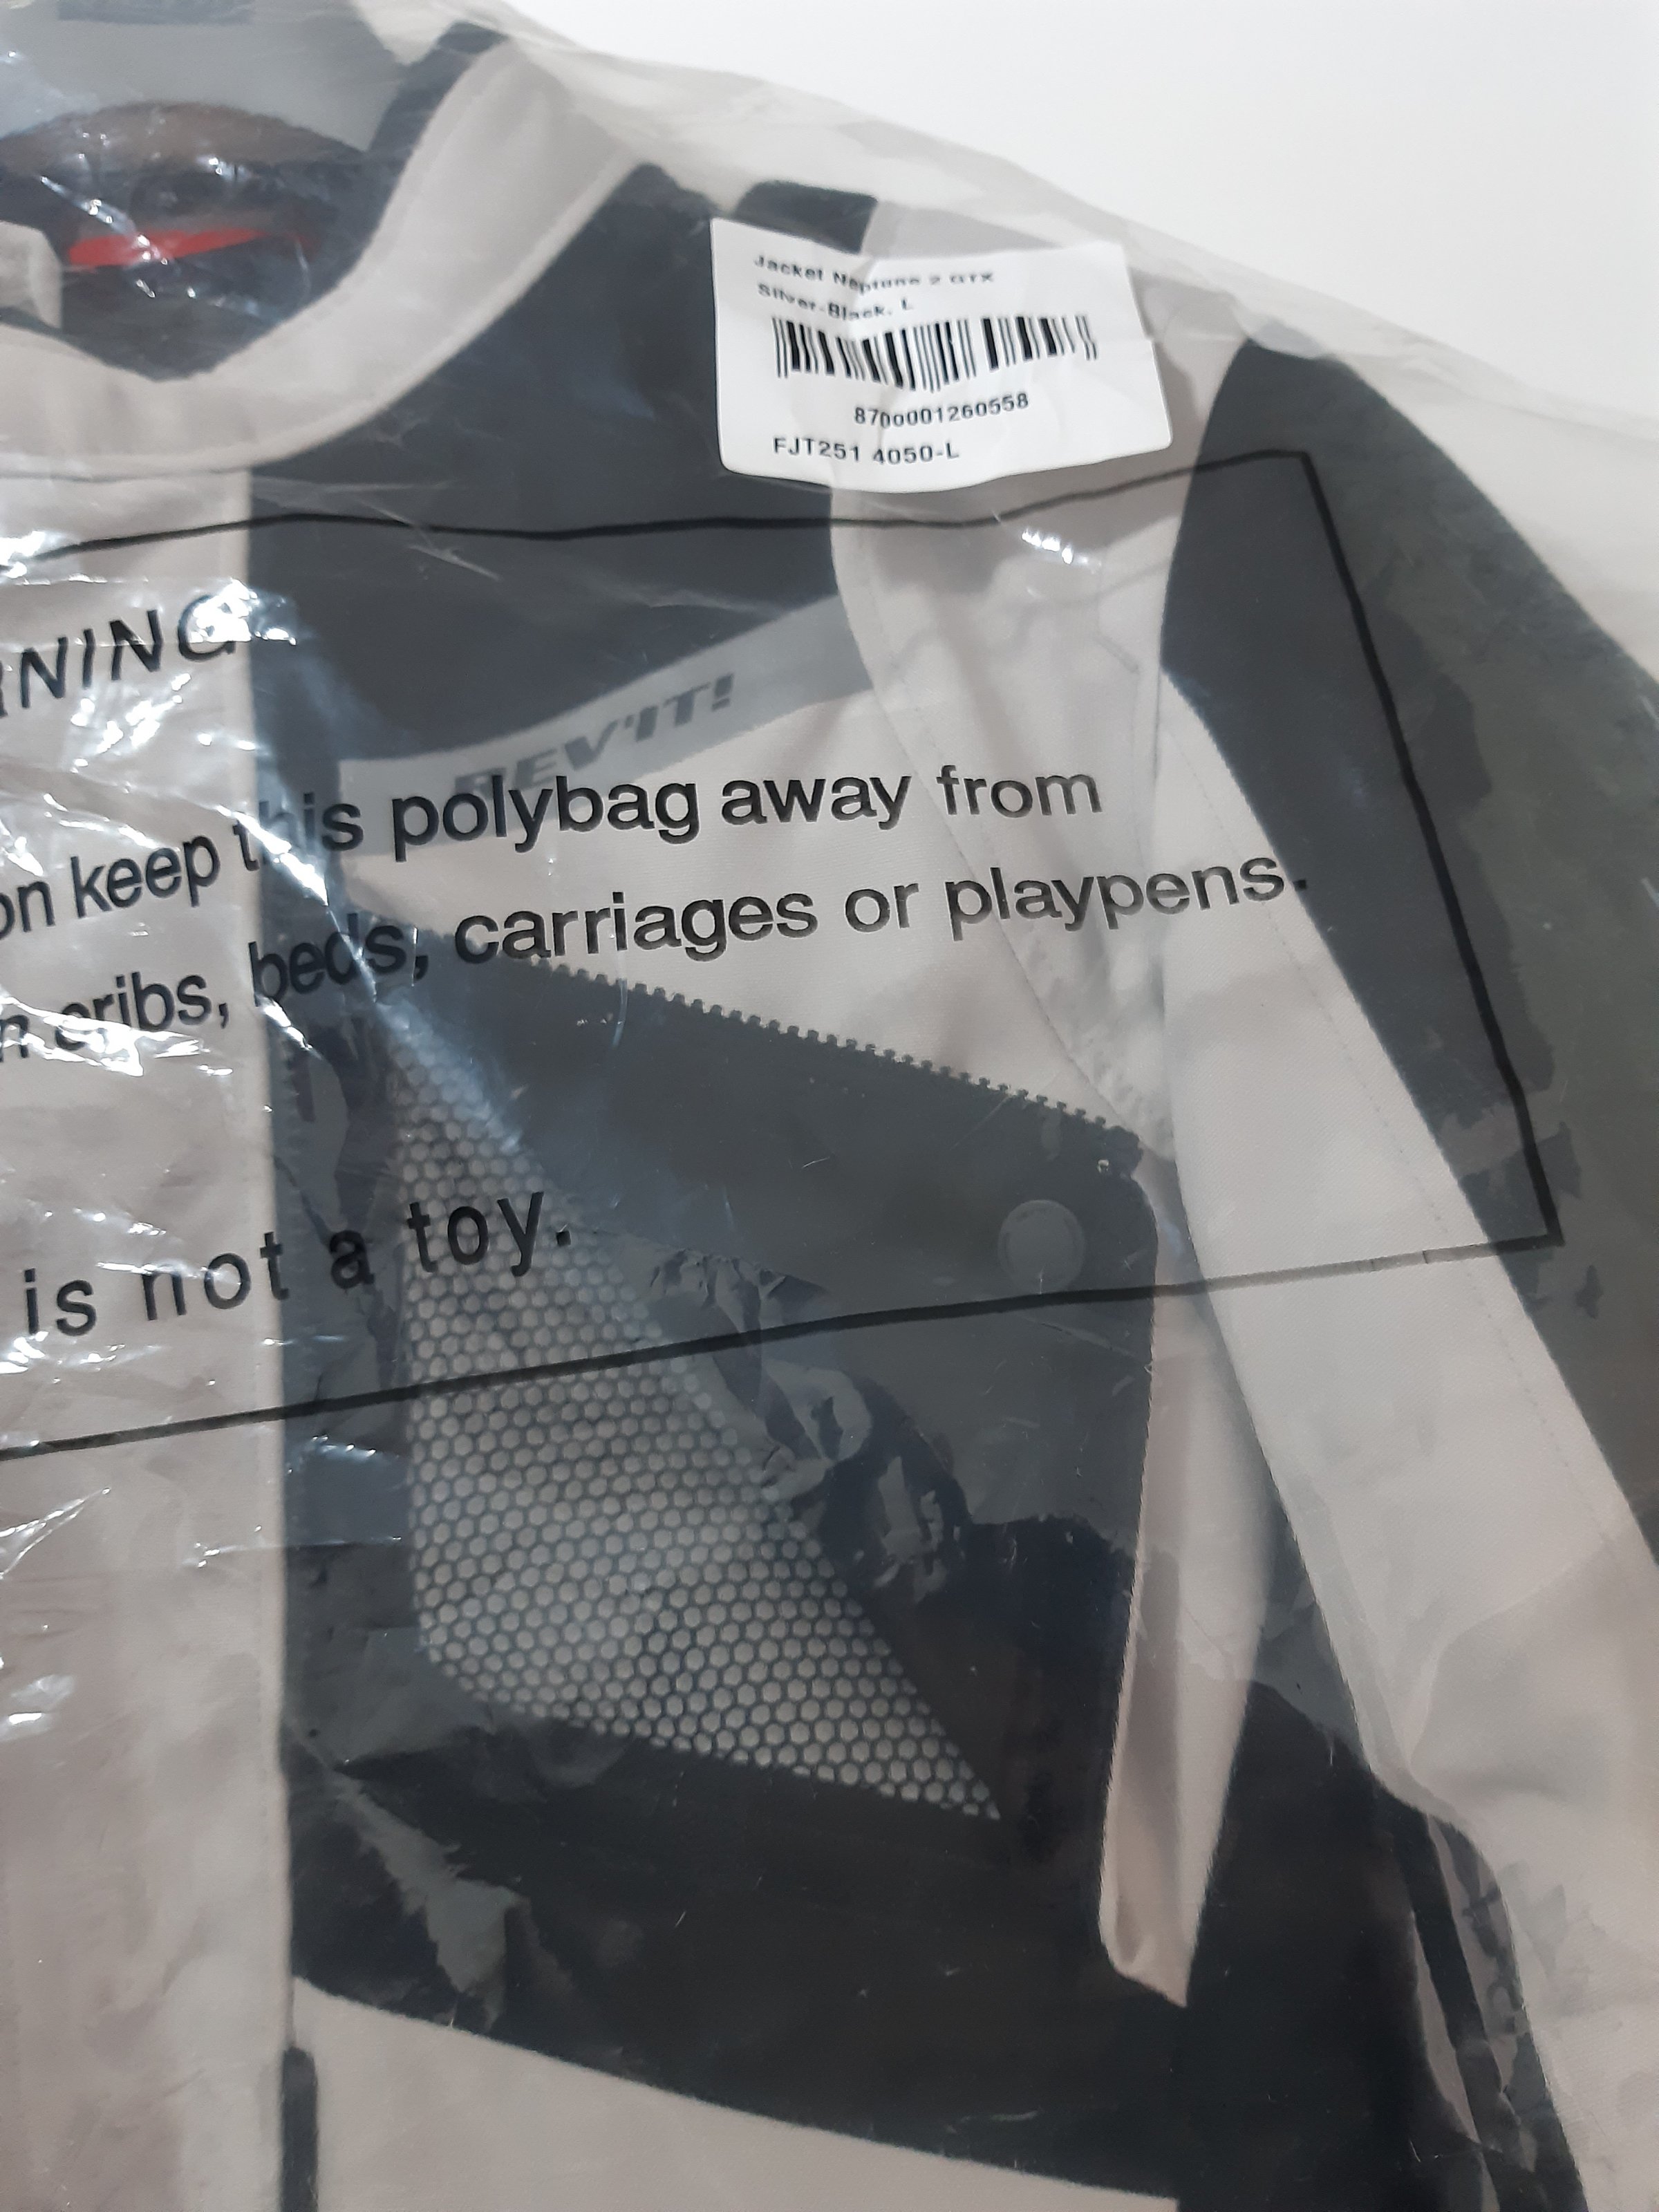 Jacket Neptune 2 GTX
Silver-Black, L
8700001260558
FJT251 4050-L
RNING
REV'IT!
on keep this polybag away from
n cribs, beds, carriages or playpens.
is not a toy.